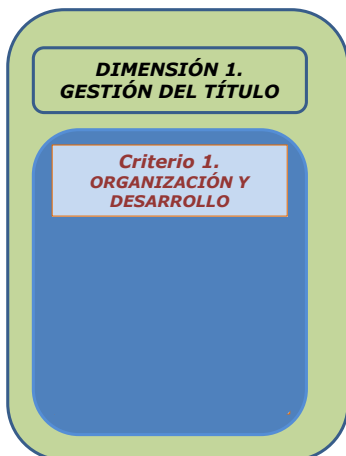 DIMENSIÓN 1.
GESTIÓN DEL TÍTULO
Criterio 1.
ORGANIZACIÓN Y
DESARROLLO